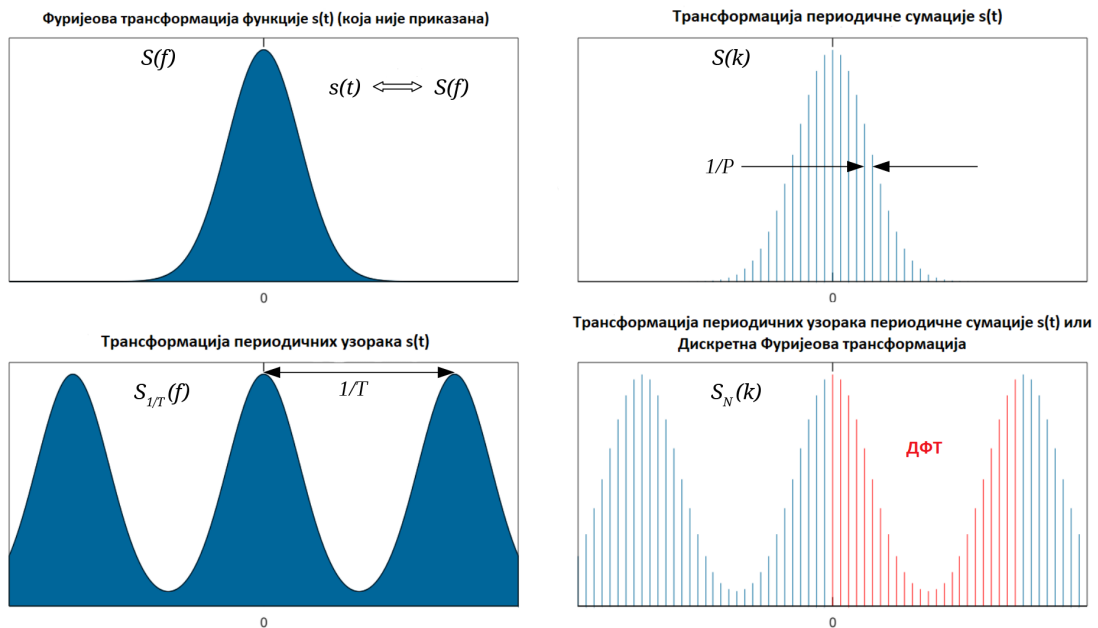 Фуријеова трансформација функције s(t) (која није приказана)
S(f)
s(t) ⟺ S(f)
0
Трансформација периодичне сумације s(t)
S(k)
1/P
0
Трансформација периодичних узорака s(t)
S1/T(f)
1/T
0
Трансформација периодичних узорака периодичне сумације s(t) или
Дискретна Фуријеова трансформација
SN(k)
ДФТ
0